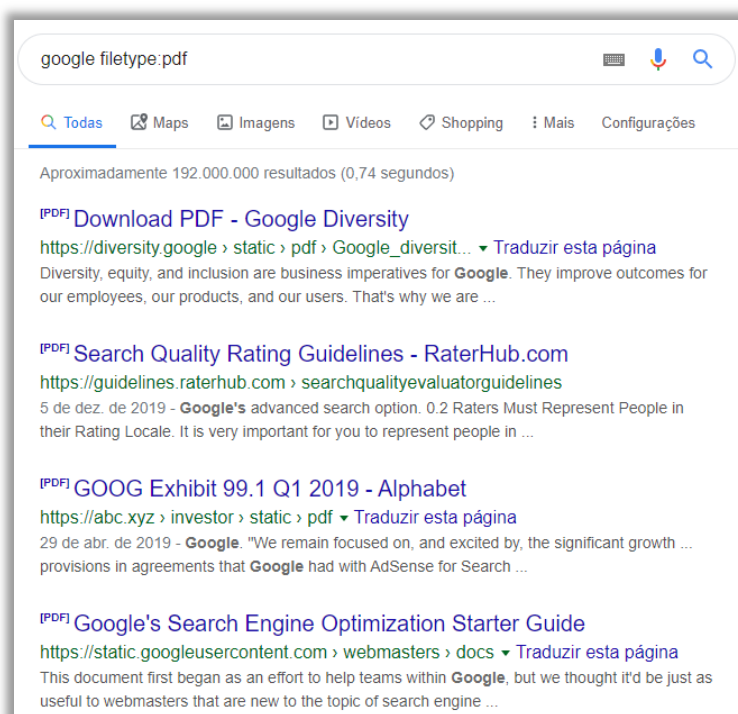 google filetype:pdf
Todas Maps Imagens Vídeos Shopping Mais Configurações
Aproximadamente 192.000.000 resultados (0,74 segundos)
[PDF] Download PDF - Google Diversity
https://diversity.google › static › pdf › Google_diversit... ▾ Traduzir esta página
Diversity, equity, and inclusion are business imperatives for Google. They improve outcomes for
our employees, our products, and our users. That's why we are ...
[PDF] Search Quality Rating Guidelines - RaterHub.com
https://guidelines.raterhub.com › searchqualityevaluatorguidelines
5 de dez. de 2019 - Google's advanced search option. 0.2 Raters Must Represent People in
their Rating Locale. It is very important for you to represent people in ...
[PDF] GOOG Exhibit 99.1 Q1 2019 - Alphabet
https://abc.xyz › investor › static › pdf ▾ Traduzir esta página
29 de abr. de 2019 - Google. "We remain focused on, and excited by, the significant growth ...
provisions in agreements that Google had with AdSense for Search ...
[PDF] Google's Search Engine Optimization Starter Guide
https://static.googleusercontent.com › webmasters › docs ▾ Traduzir esta página
This document first began as an effort to help teams within Google, but we thought it'd be just as
useful to webmasters that are new to the topic of search engine ...